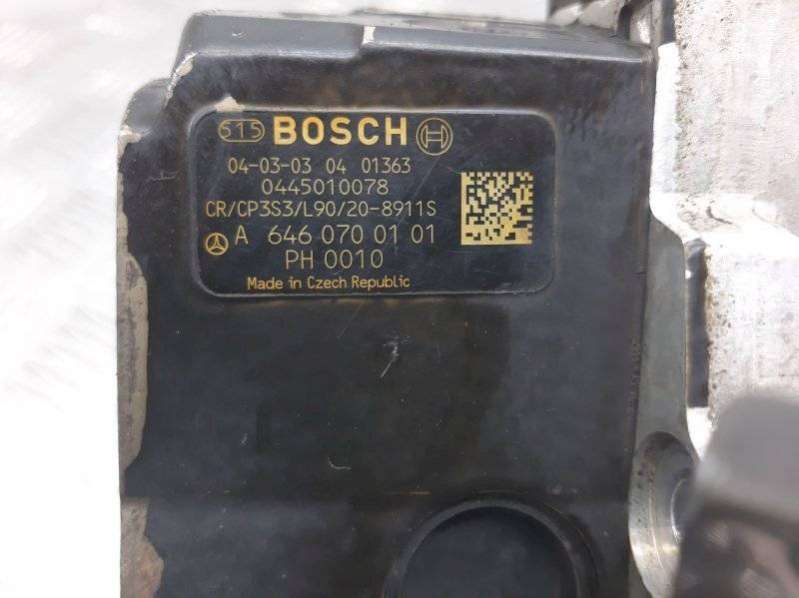 615 BOSCH
04-03-03 04 01363
0445010078
CR/CP3S3/L90/20-8911S
A 646 070 01 01
PH 0010
Made in Czech Republic